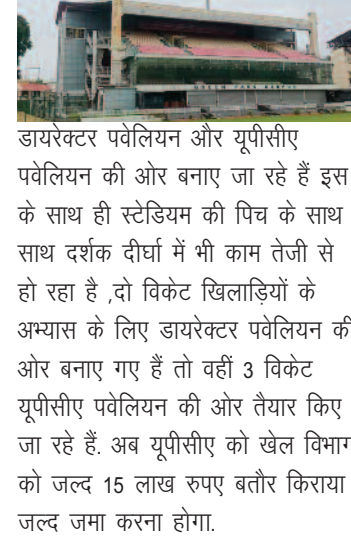 GREEN PARK KANPUR
डायरेक्टर पवेलियन और यूपीसीए
पवेलियन की ओर बनाए जा रहे हैं इस
के साथ ही स्टेडियम की पिच के साथ
साथ दर्शक दीर्घा में भी काम तेजी से
हो रहा है ,दो विकेट खिलाड़ियों के
अभ्यास के लिए डायरेक्टर पवेलियन की
ओर बनाए गए हैं तो वहीं 3 विकेट
यूपीसीए पवेलियन की ओर तैयार किए
जा रहे हैं. अब यूपीसीए को खेल विभाग
को जल्द 15 लाख रुपए बतौर किराया
जल्द जमा करना होगा.